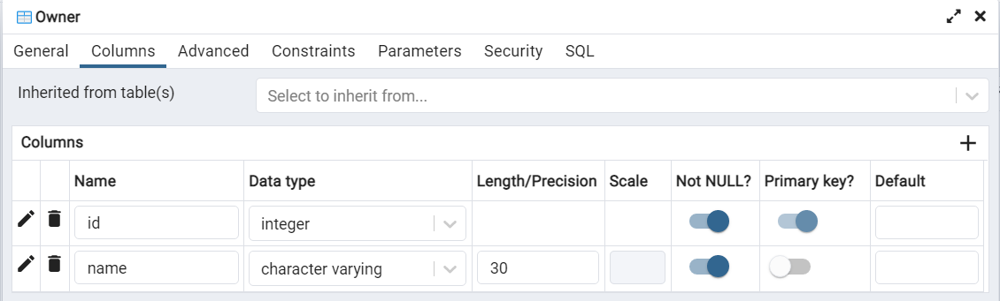 Owner
General Columns Advanced Constraints Parameters Security SQL
Inherited from table(s) Select to inherit from...
Columns
Name Data type Length/Precision Scale Not NULL? Primary key? Default
id integer
name character varying 30